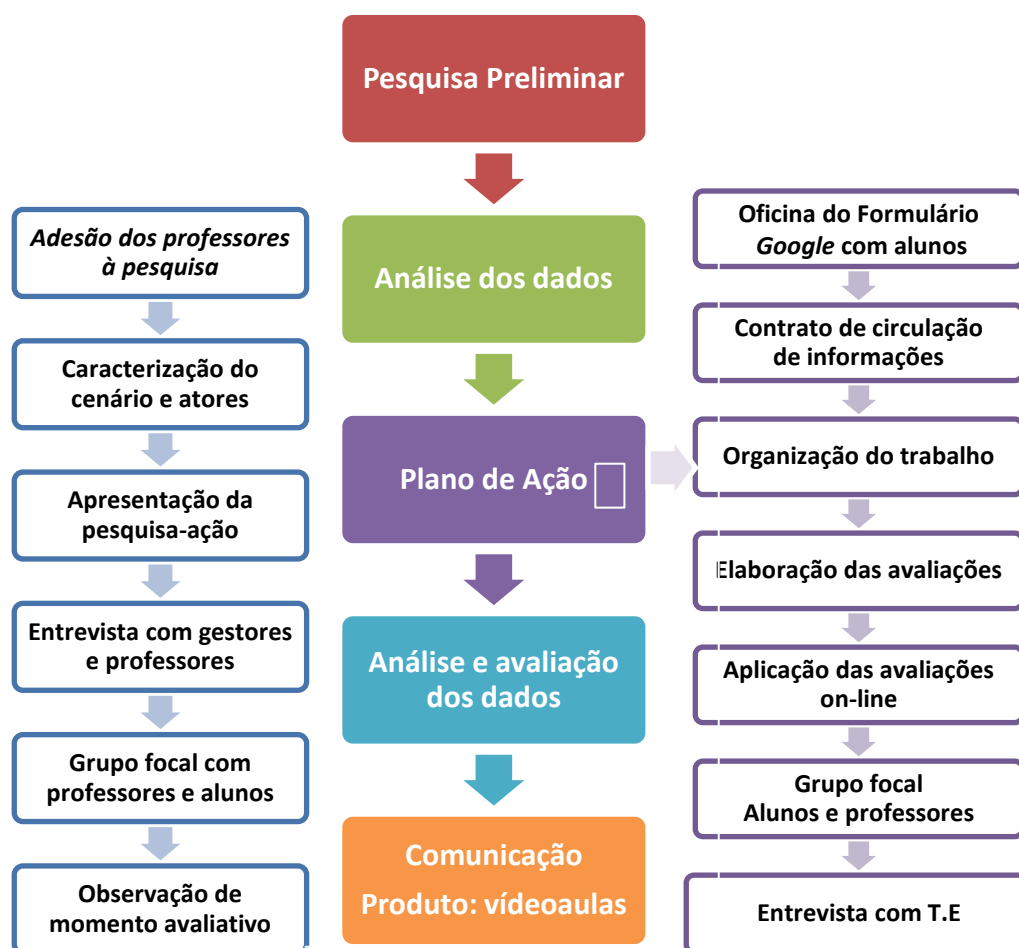 Pesquisa Preliminar
Análise dos dados
Plano de Ação
Análise e avaliação
dos dados
Comunicação
Produto: vídeoaulas
Adesão dos professores
à pesquisa
Caracterização do
cenário e atores
Apresentação da
pesquisa-ação
Entrevista com gestores
e professores
Grupo focal com
professores e alunos
Observação de
momento avaliativo
Oficina do Formulário
Google com alunos
Contrato de circulação
de informações
Organização do trabalho
Elaboração das avaliações
Aplicação das avaliações
on-line
Grupo focal
Alunos e professores
Entrevista com T.E